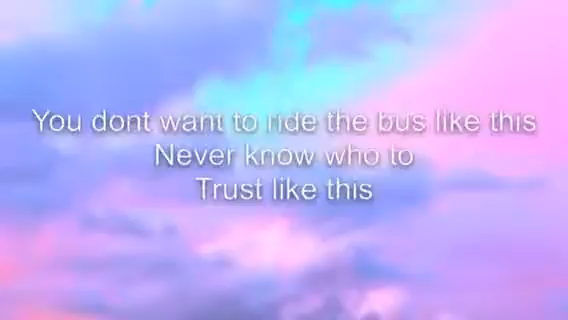 You dont want to ride the bus like this
Never know who to
Trust like this